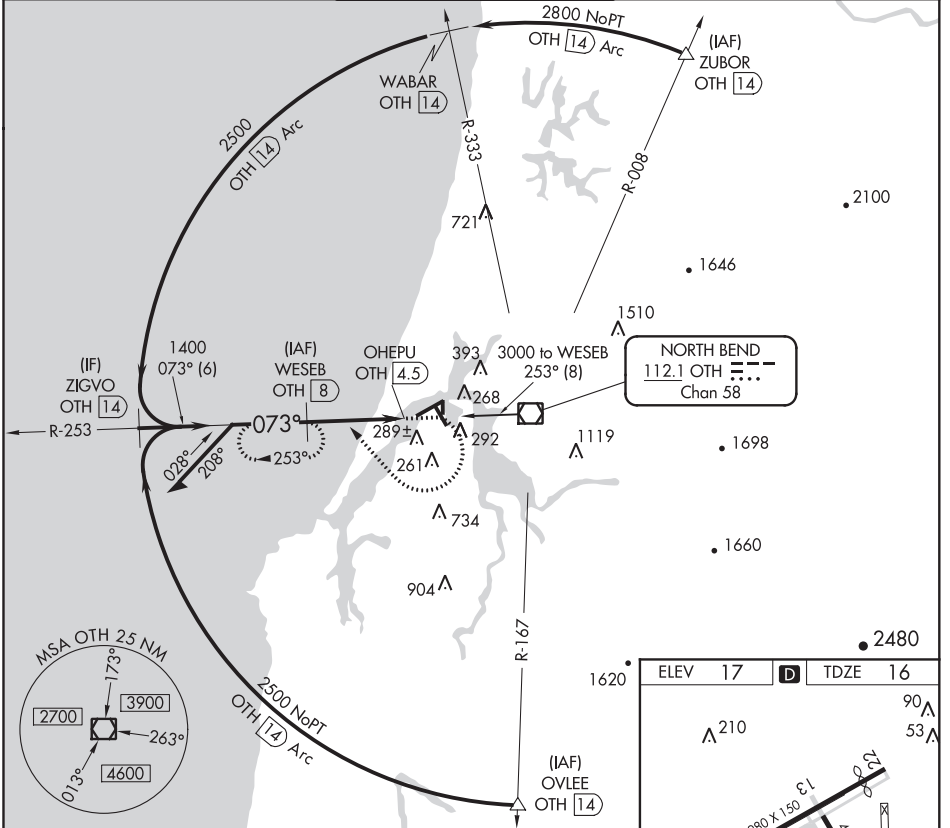 2800 NoPT
OTH 14 Arc
(IAF)
ZUBOR
OTH 14
WABAR
OTH 14
2500
OTH 14 Arc
R-333
R-008
2100
721
1646
1510
NORTH BEND
112.1 OTH
Chan 58
(IF)
ZIGVO
OTH 14
1400
073° (6)
(IAF)
WESEB
OTH 8
OHEPU
OTH 4.5
393
3000 to WESEB
253° (8)
268
R-253
073°
289±
292
1119
1698
028°
208°
253°
261
734
1660
904
R-167
2480
MSA OTH 25 NM
173°
2700
3900
263°
013°
4600
2500 NoPT
OTH 14 Arc
1620
(IAF)
OVLEE
OTH 14
ELEV 17
D
TDZE 16
90
53
210
22
13
X 150